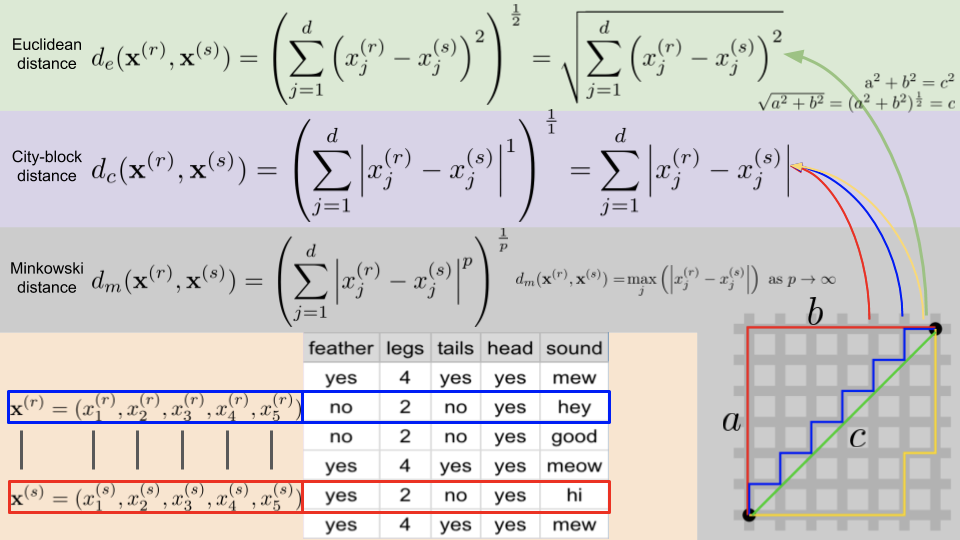 Euclidean distance $d_e(\mathbf{x}^{(r)}, \mathbf{x}^{(s)}) = \left( \sum_{j=1}^{d} \left( x_j^{(r)} - x_j^{(s)} \right)^2 \right)^{\frac{1}{2}} = \sqrt{\sum_{j=1}^{d} \left( x_j^{(r)} - x_j^{(s)} \right)^2}$
$a^2 + b^2 = c^2$
$\sqrt{a^2 + b^2} = (a^2 + b^2)^{\frac{1}{2}} = c$
City-block distance $d_c(\mathbf{x}^{(r)}, \mathbf{x}^{(s)}) = \left( \sum_{j=1}^{d} \left| x_j^{(r)} - x_j^{(s)} \right|^1 \right)^{\frac{1}{1}} = \sum_{j=1}^{d} \left| x_j^{(r)} - x_j^{(s)} \right|$
Minkowski distance $d_m(\mathbf{x}^{(r)}, \mathbf{x}^{(s)}) = \left( \sum_{j=1}^{d} \left| x_j^{(r)} - x_j^{(s)} \right|^p \right)^{\frac{1}{p}}$
$d_m(\mathbf{x}^{(r)}, \mathbf{x}^{(s)}) = \max_j \left( \left| x_j^{(r)} - x_j^{(s)} \right| \right)$ as $p \to \infty$
feather legs tails head sound
yes 4 yes yes mew
$\mathbf{x}^{(r)} = (x_1^{(r)}, x_2^{(r)}, x_3^{(r)}, x_4^{(r)}, x_5^{(r)})$ no 2 no yes hey
no 2 no yes good
yes 4 yes yes meow
$\mathbf{x}^{(s)} = (x_1^{(s)}, x_2^{(s)}, x_3^{(s)}, x_4^{(s)}, x_5^{(s)})$ yes 2 no yes hi
yes 4 yes yes mew
b
a
c